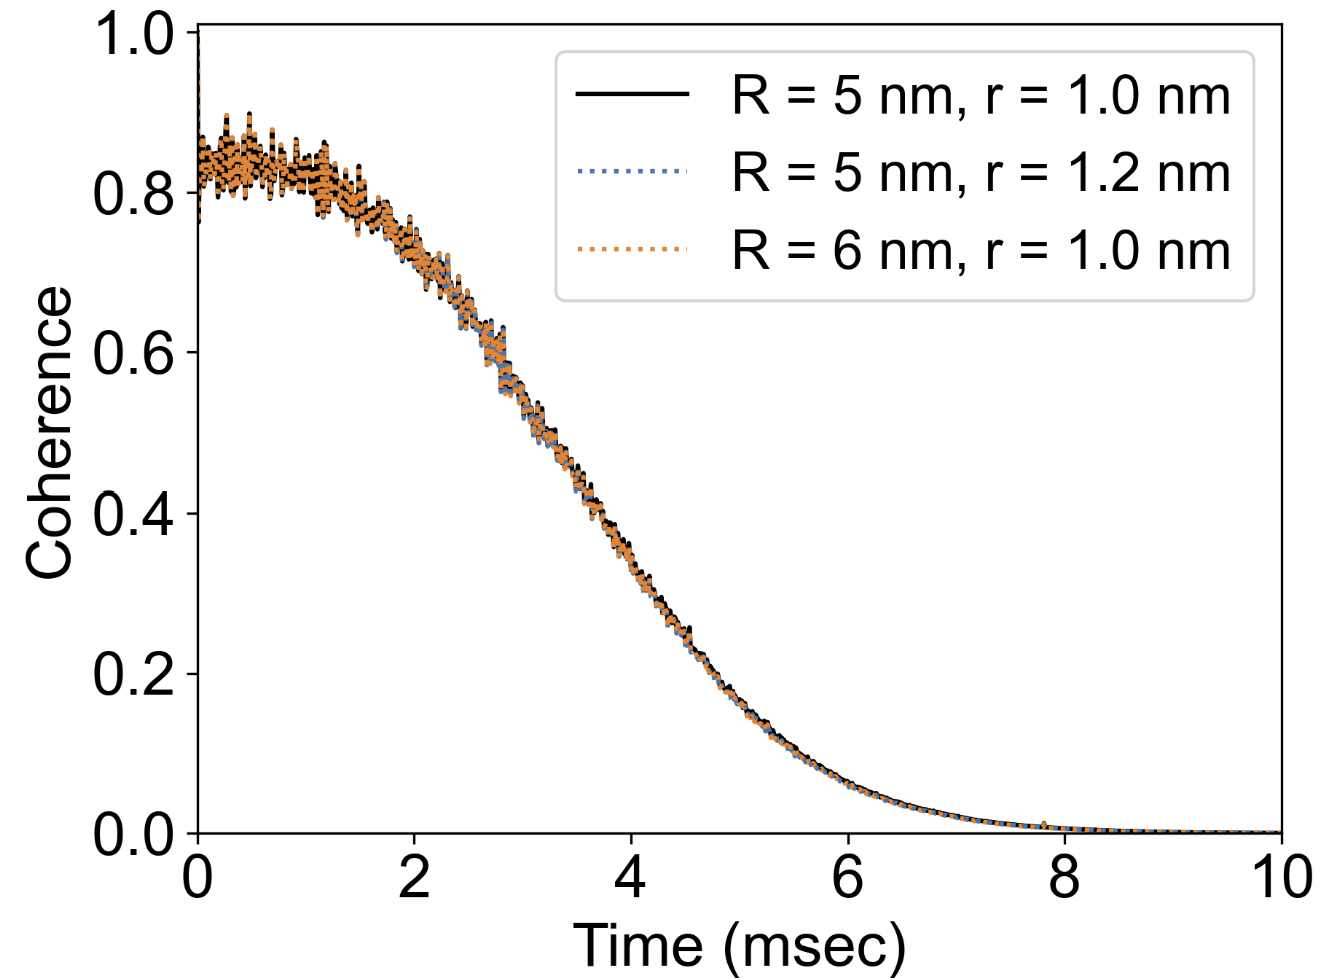 1.0
0.8
0.6
0.4
0.2
0.0
Coherence
R = 5 nm, r = 1.0 nm
R = 5 nm, r = 1.2 nm
R = 6 nm, r = 1.0 nm
0 2 4 6 8 10
Time (msec)